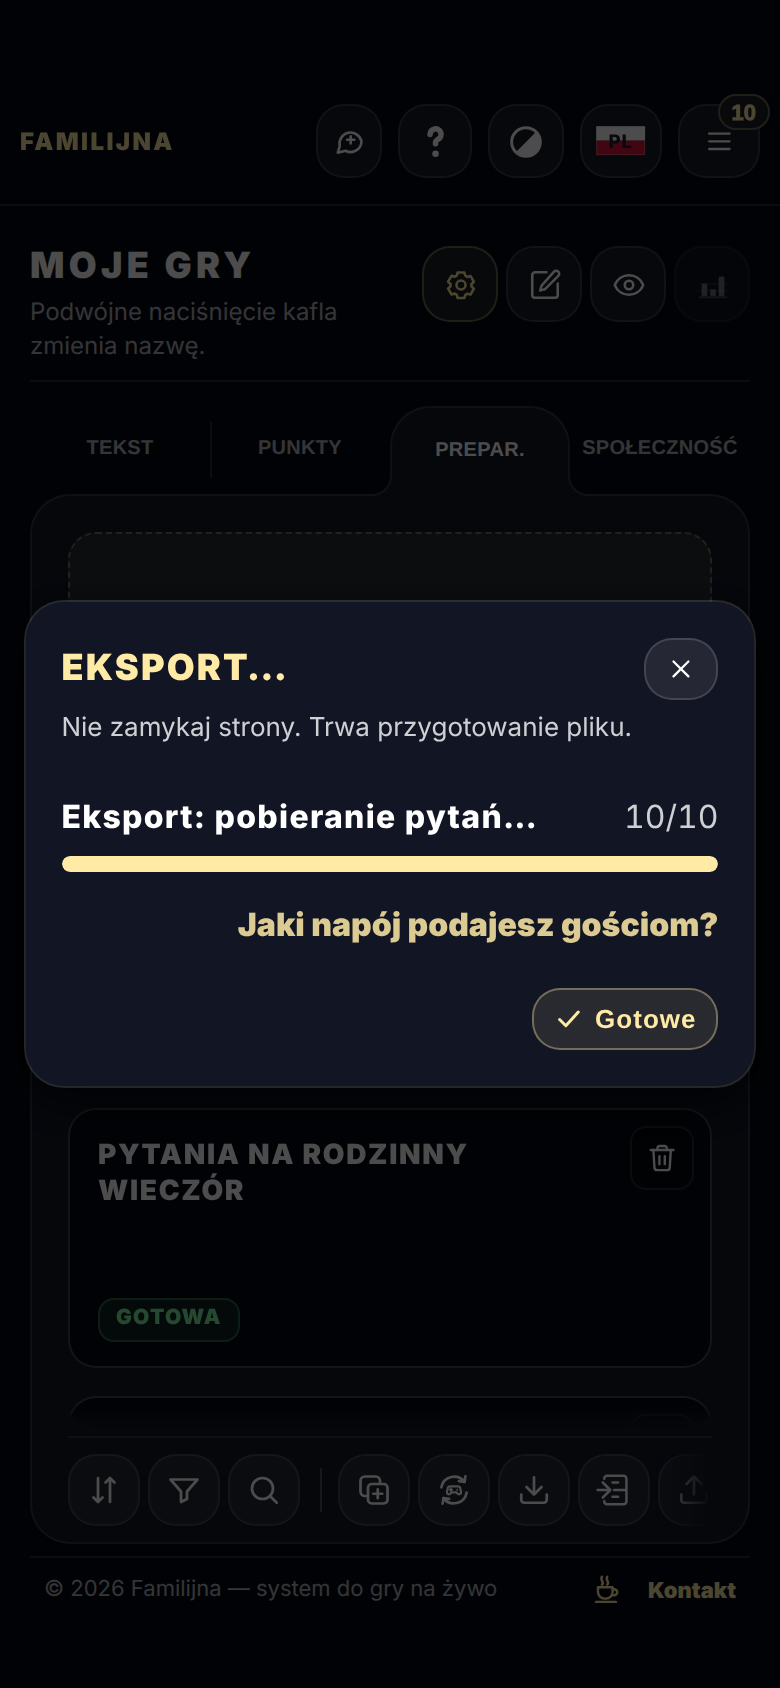 FAMILIJNA
PL
10
MOJE GRY
Podwójne naciśnięcie kafla
zmienia nazwę.
TEKST
PUNKTY
PREPAR.
SPOŁECZNOŚĆ
EKSPORT...
Nie zamykaj strony. Trwa przygotowanie pliku.
Eksport: pobieranie pytań... 10/10
Jaki napój podajesz gościom?
Gotowe
PYTANIA NA RODZINNY
WIECZÓR
GOTOWA
© 2026 Familijna — system do gry na żywo
Kontakt